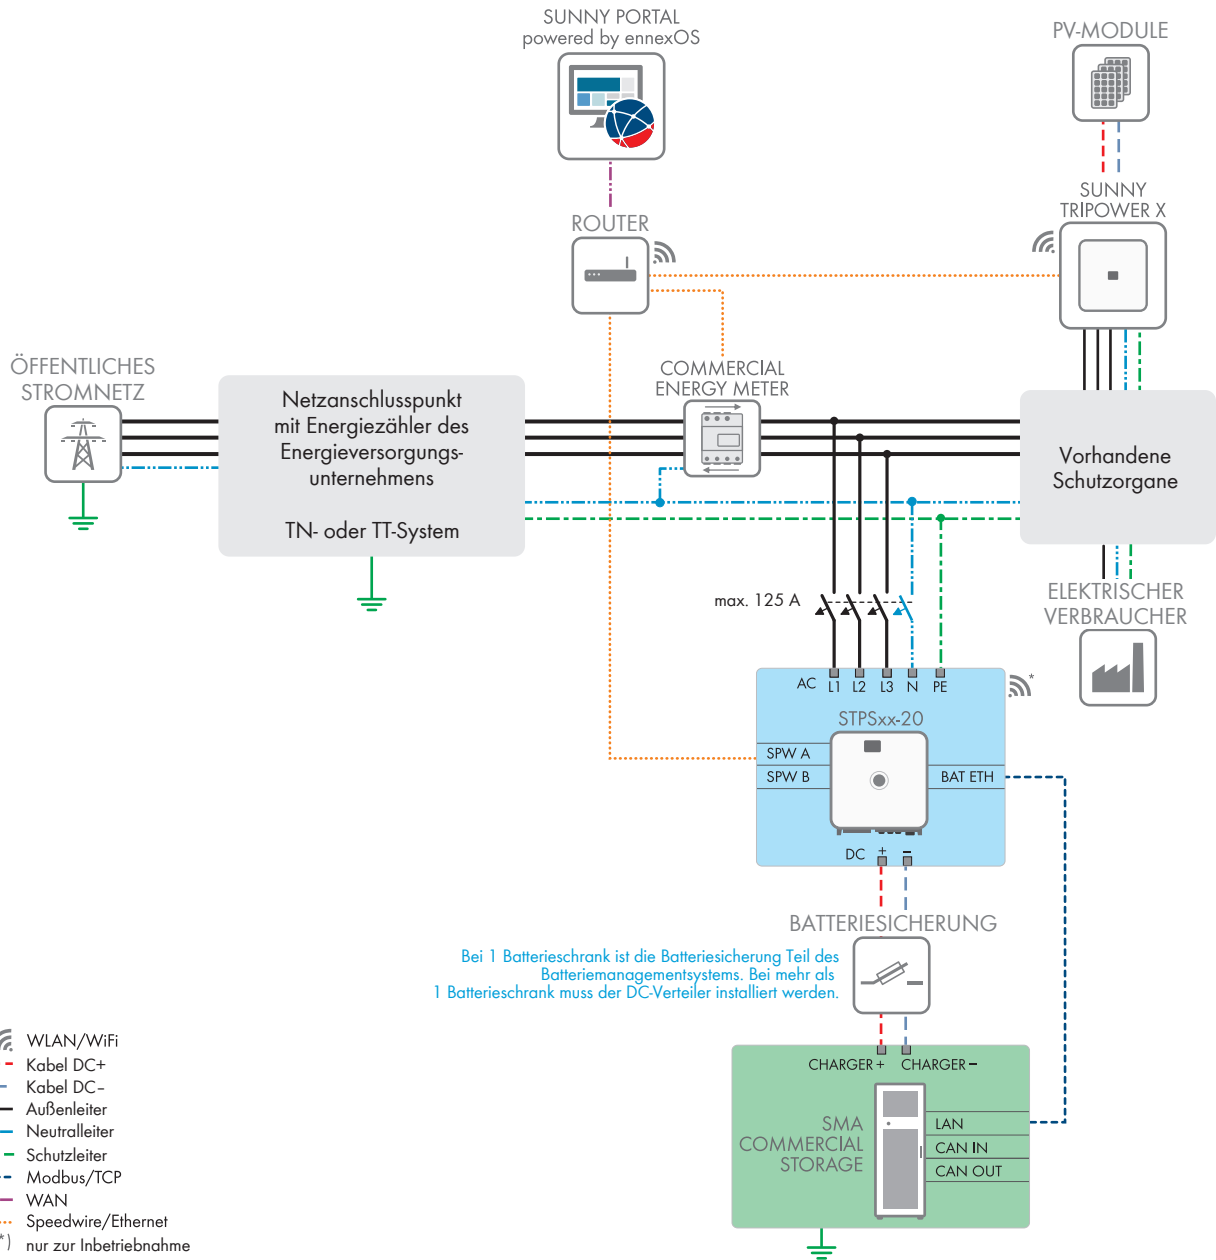 SUNNY PORTAL
powered by ennexOS
PV-MODULE
SUNNY
TRIPOWER X
ROUTER
ÖFFENTLICHES
STROMNETZ
COMMERCIAL
ENERGY METER
Netzanschlusspunkt
mit Energiezähler des
Energieversorgungs-
unternehmens
TN- oder TT-System
Vorhandene
Schutzorgane
max. 125 A
ELEKTRISCHER
VERBRAUCHER
AC L1 L2 L3 N PE
*
STPSxx-20
SPW A
SPW B
BAT ETH
DC + –
BATTERIESICHERUNG
Bei 1 Batterieschrank ist die Batteriesicherung Teil des
Batteriemanagementsystems. Bei mehr als
1 Batterieschrank muss der DC-Verteiler installiert werden.
CHARGER + CHARGER –
SMA
COMMERCIAL
STORAGE
LAN
CAN IN
CAN OUT
WLAN/WiFi
Kabel DC+
Kabel DC–
Außenleiter
Neutralleiter
Schutzleiter
Modbus/TCP
WAN
Speedwire/Ethernet
*) nur zur Inbetriebnahme